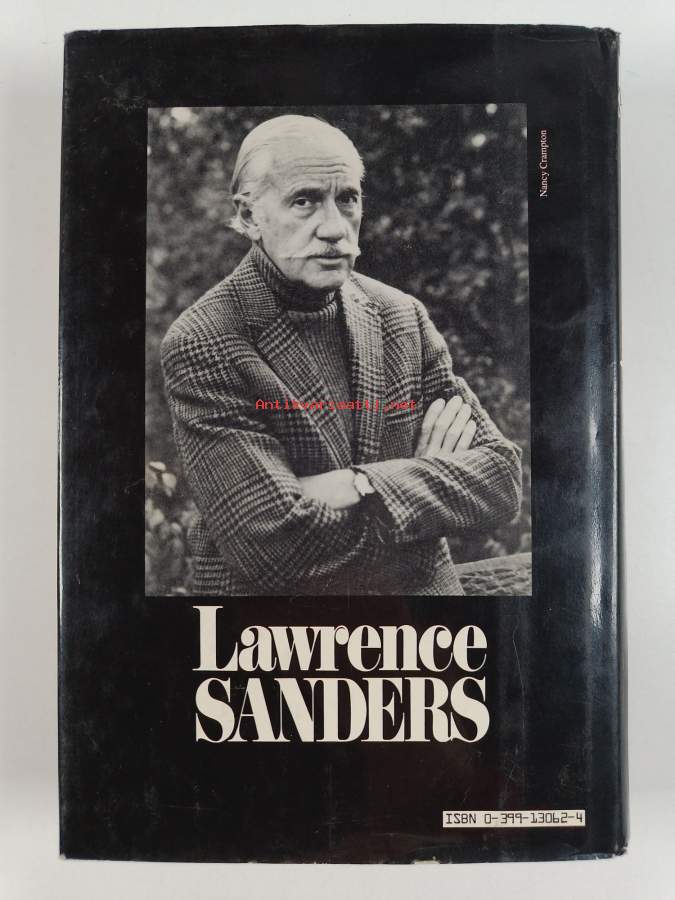 Nancy Crampton
Antikvariaatti.net
Lawrence
SANDERS
ISBN 0-399-13062-4